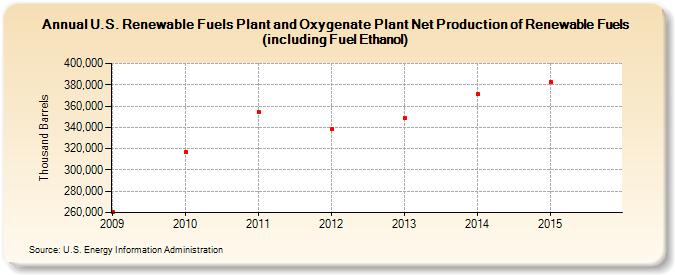 Annual U.S. Renewable Fuels Plant and Oxygenate Plant Net Production of Renewable Fuels
(including Fuel Ethanol)
Thousand Barrels
400,000
380,000
360,000
340,000
320,000
300,000
280,000
260,000
2009 2010 2011 2012 2013 2014 2015
Source: U.S. Energy Information Administration